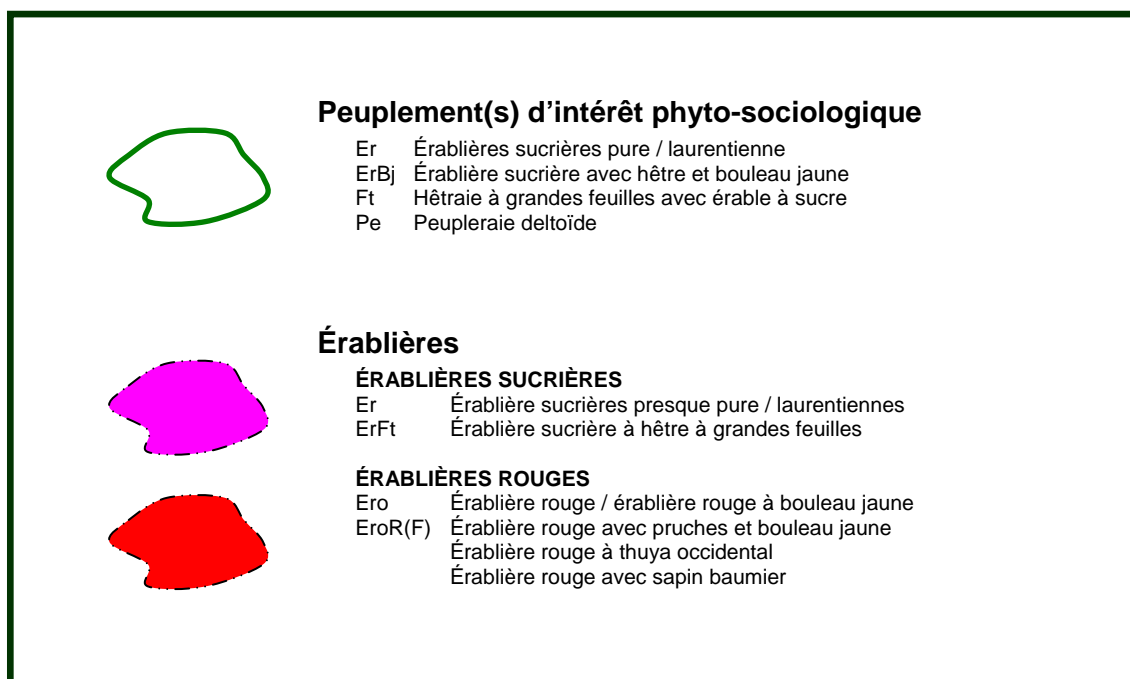 Peuplement(s) d'intérêt phyto-sociologique
Er Érablières sucrières pure / laurentienne
ErBj Érablière sucrière avec hêtre et bouleau jaune
Ft Hêtraie à grandes feuilles avec érable à sucre
Pe Peupleraie deltoïde
Érablières
ÉRABLIÈRES SUCRIÈRES
Er Érablière sucrières presque pure / laurentiennes
ErFt Érablière sucrière à hêtre à grandes feuilles
ÉRABLIÈRES ROUGES
Ero Érablière rouge / érablière rouge à bouleau jaune
EroR(F) Érablière rouge avec pruches et bouleau jaune
Érablière rouge à thuya occidental
Érablière rouge avec sapin baumier